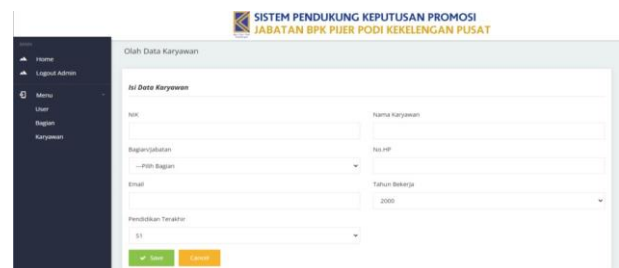 SISTEM PENDUKUNG KEPUTUSAN PROMOSI
JABATAN BPK PIJER PODI KEKELENGAN PUSAT
Home
Logout Admin
Menu
User
Bagian
Karyawan
Olah Data Karyawan
Isi Data Karyawan
NIK
Nama Karyawan
Bagian/Jabatan
No.HP
---Pilih Bagian
Email
Tahun Bekerja
2000
Pendidikan Terakhir
S1
Save
Cancel